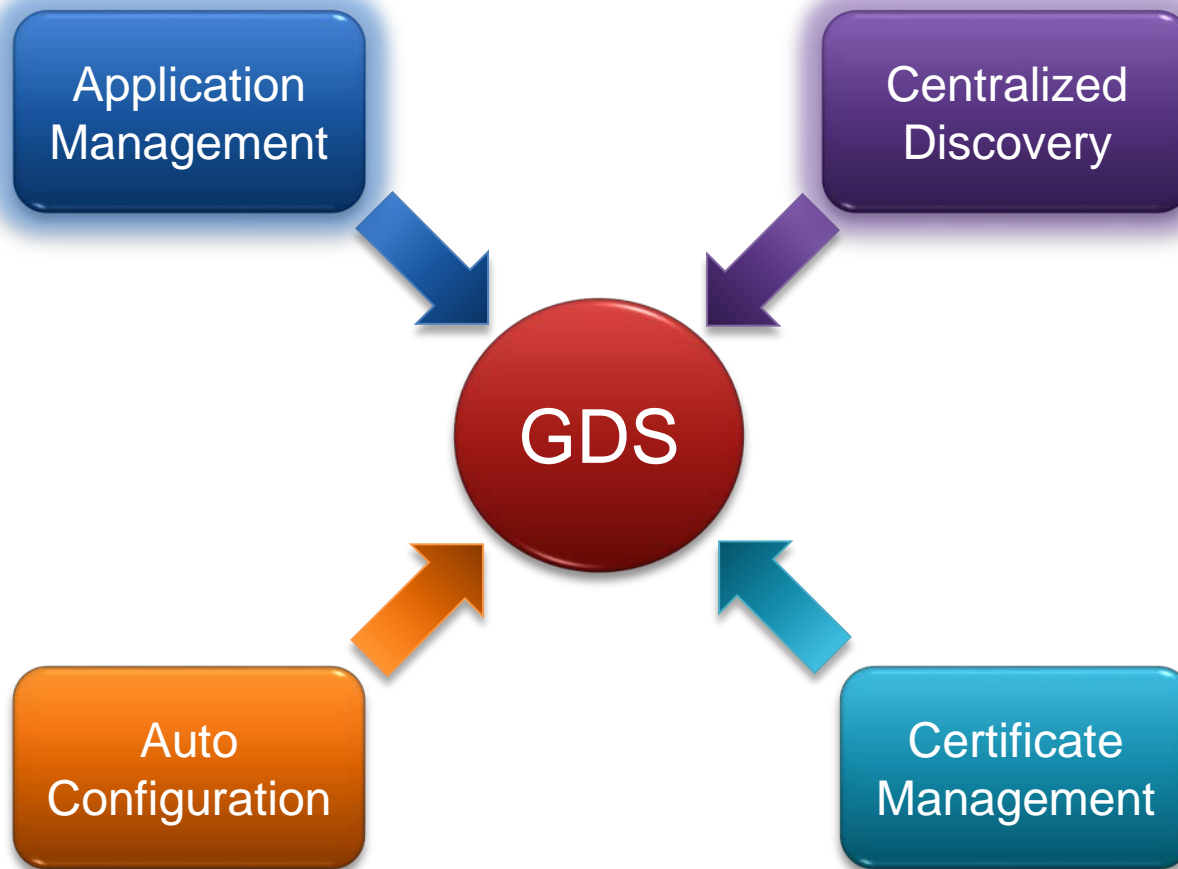 Application
Management
Centralized
Discovery
GDS
Auto
Configuration
Certificate
Management